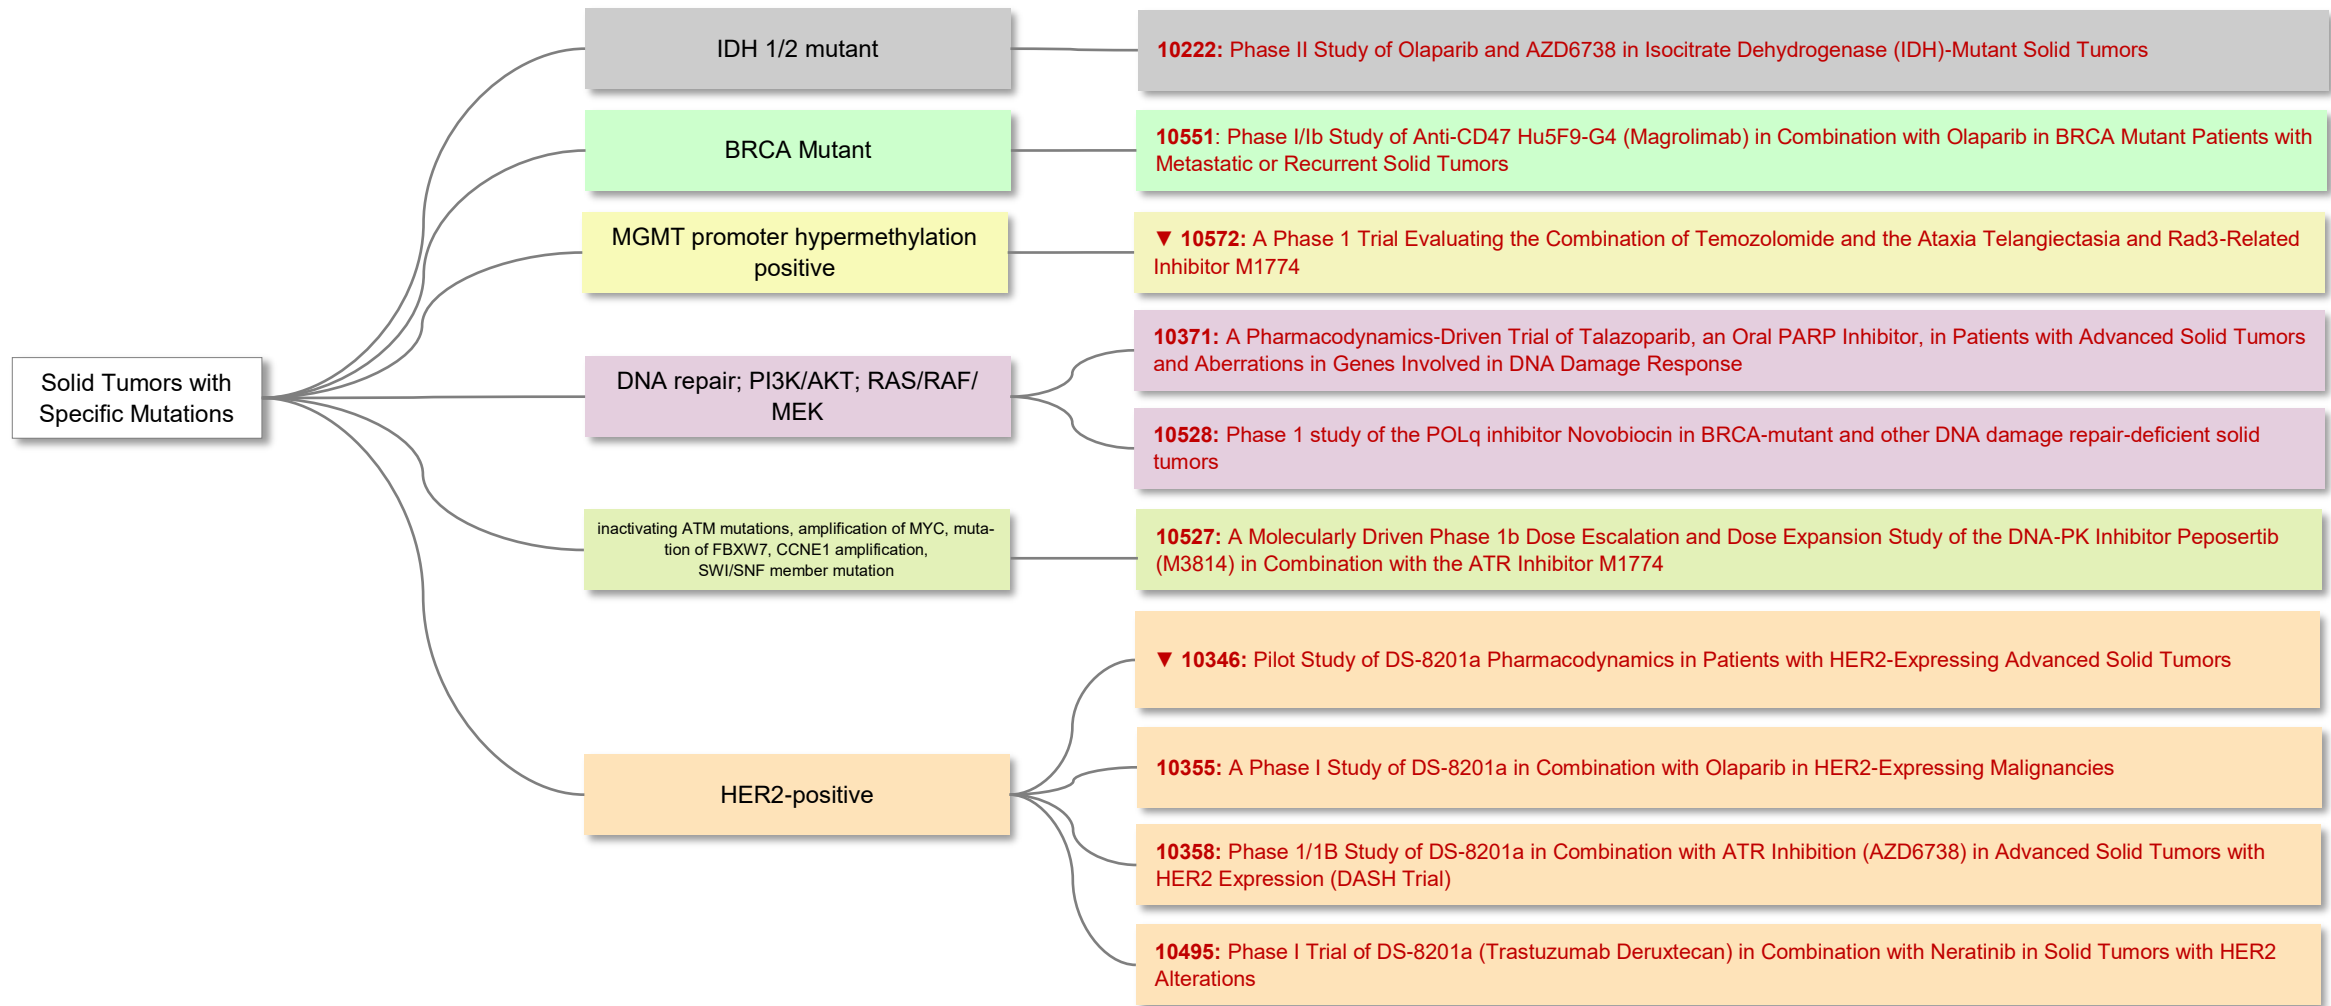 Solid Tumors with
Specific Mutations
IDH 1/2 mutant
10222: Phase II Study of Olaparib and AZD6738 in Isocitrate Dehydrogenase (IDH)-Mutant Solid Tumors
BRCA Mutant
10551: Phase I/Ib Study of Anti-CD47 Hu5F9-G4 (Magrolimab) in Combination with Olaparib in BRCA Mutant Patients with
Metastatic or Recurrent Solid Tumors
MGMT promoter hypermethylation
positive
▼ 10572: A Phase 1 Trial Evaluating the Combination of Temozolomide and the Ataxia Telangiectasia and Rad3-Related
Inhibitor M1774
DNA repair; PI3K/AKT; RAS/RAF/
MEK
10371: A Pharmacodynamics-Driven Trial of Talazoparib, an Oral PARP Inhibitor, in Patients with Advanced Solid Tumors
and Aberrations in Genes Involved in DNA Damage Response
10528: Phase 1 study of the POLq inhibitor Novobiocin in BRCA-mutant and other DNA damage repair-deficient solid
tumors
inactivating ATM mutations, amplification of MYC, muta-
tion of FBXW7, CCNE1 amplification,
SWI/SNF member mutation
10527: A Molecularly Driven Phase 1b Dose Escalation and Dose Expansion Study of the DNA-PK Inhibitor Peposertib
(M3814) in Combination with the ATR Inhibitor M1774
HER2-positive
▼ 10346: Pilot Study of DS-8201a Pharmacodynamics in Patients with HER2-Expressing Advanced Solid Tumors
10355: A Phase I Study of DS-8201a in Combination with Olaparib in HER2-Expressing Malignancies
10358: Phase 1/1B Study of DS-8201a in Combination with ATR Inhibition (AZD6738) in Advanced Solid Tumors with
HER2 Expression (DASH Trial)
10495: Phase I Trial of DS-8201a (Trastuzumab Deruxtecan) in Combination with Neratinib in Solid Tumors with HER2
Alterations